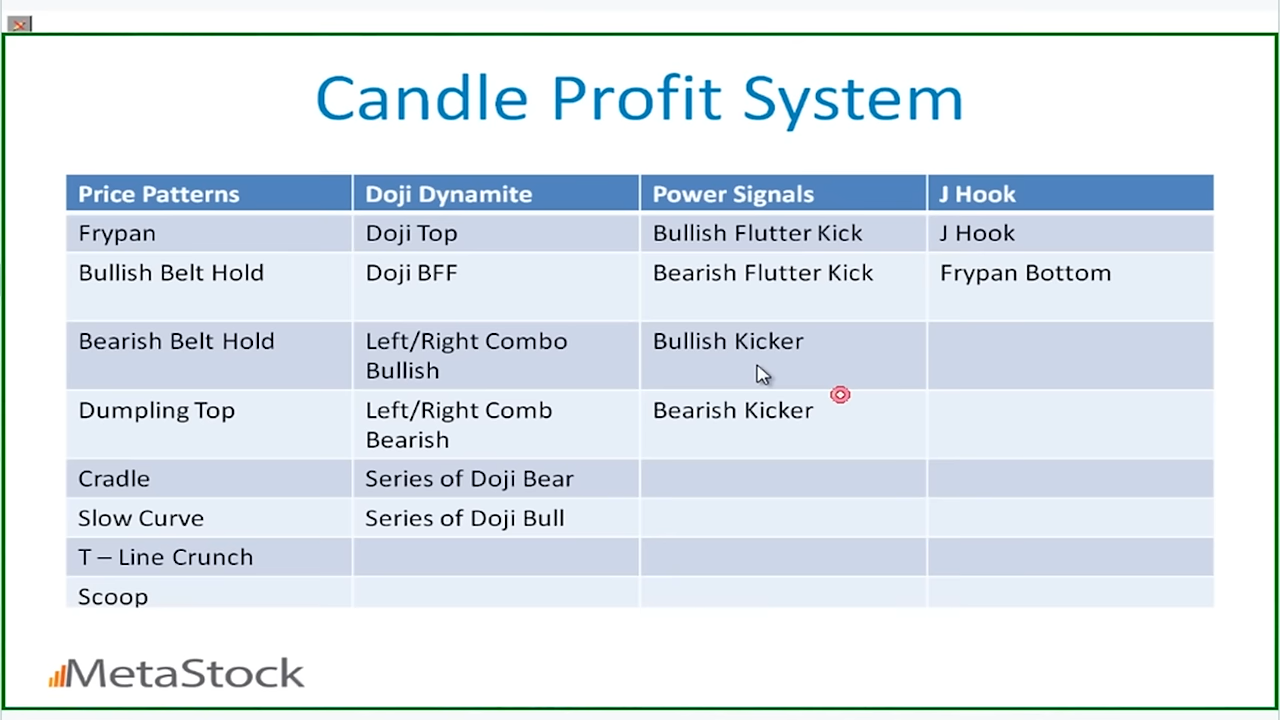 Candle Profit System
Price Patterns Doji Dynamite Power Signals J Hook
Frypan Doji Top Bullish Flutter Kick J Hook
Bullish Belt Hold Doji BFF Bearish Flutter Kick Frypan Bottom
Bearish Belt Hold Left/Right Combo Bullish Kicker
Bullish
Dumpling Top Left/Right Comb Bearish Kicker
Bearish
Cradle Series of Doji Bear
Slow Curve Series of Doji Bull
T – Line Crunch
Scoop
MetaStock